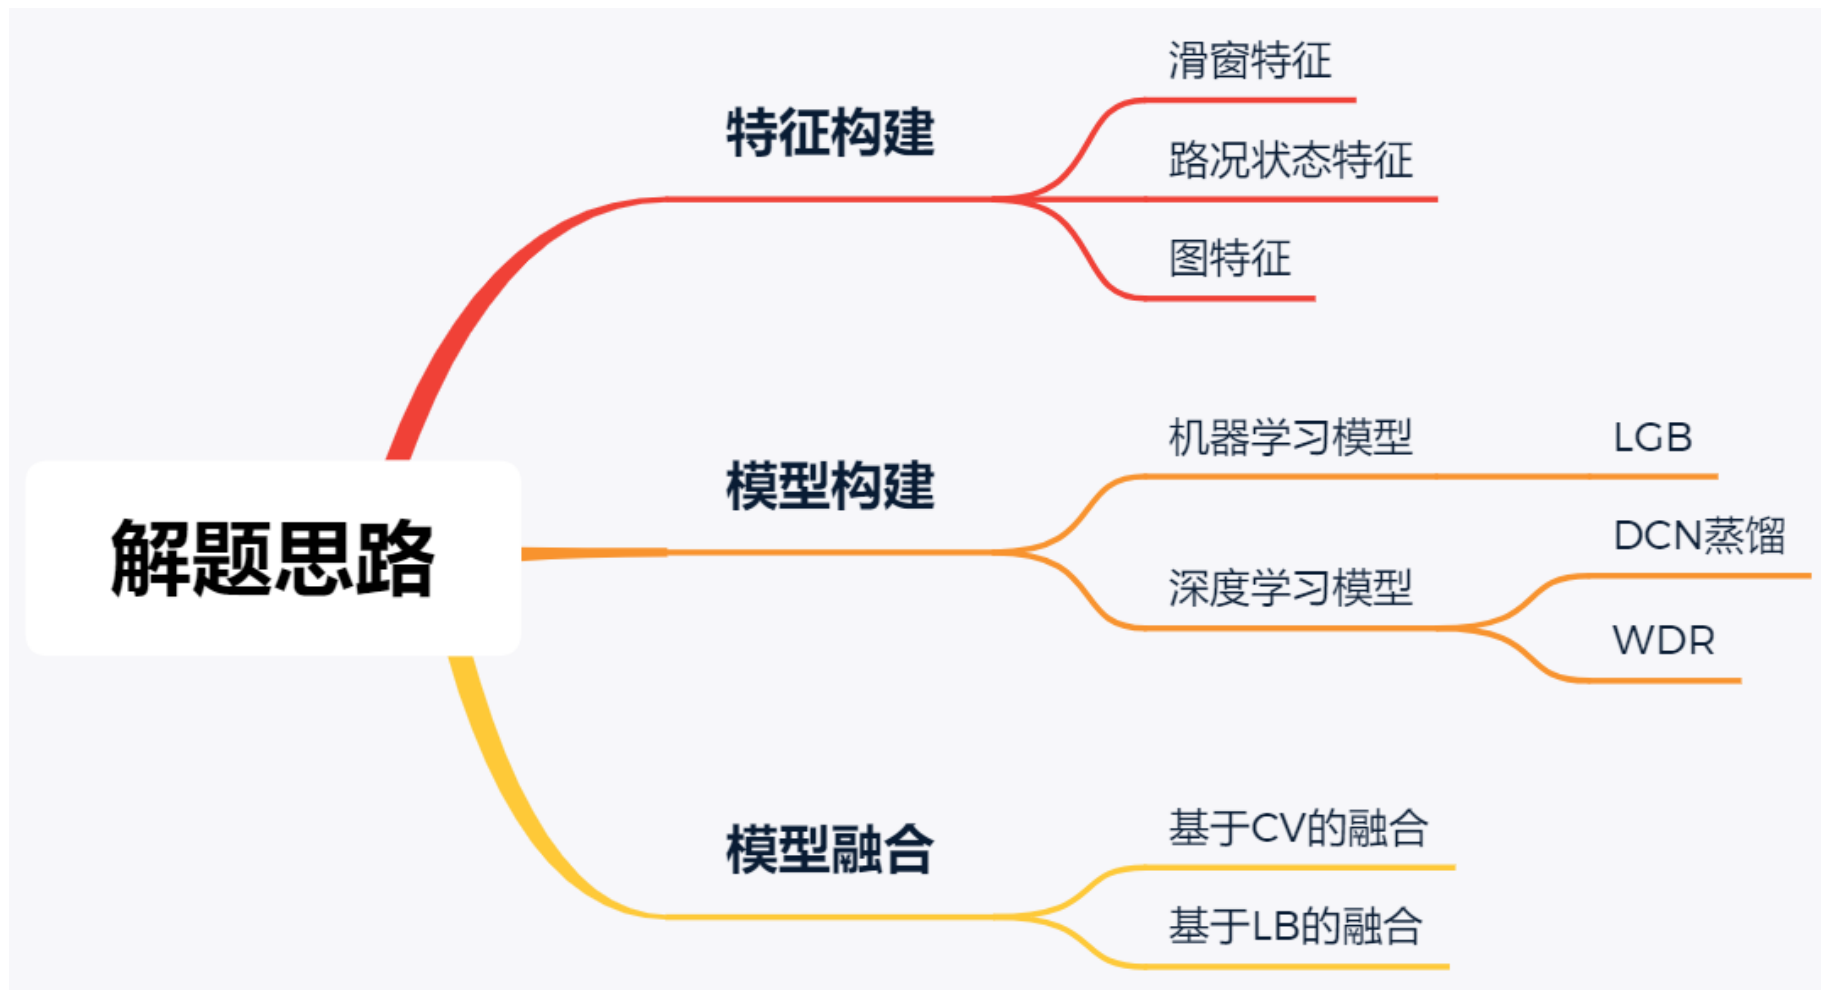 解题思路
特征构建
滑窗特征
路况状态特征
图特征
模型构建
机器学习模型
LGB
深度学习模型
DCN蒸馏
WDR
模型融合
基于CV的融合
基于LB的融合